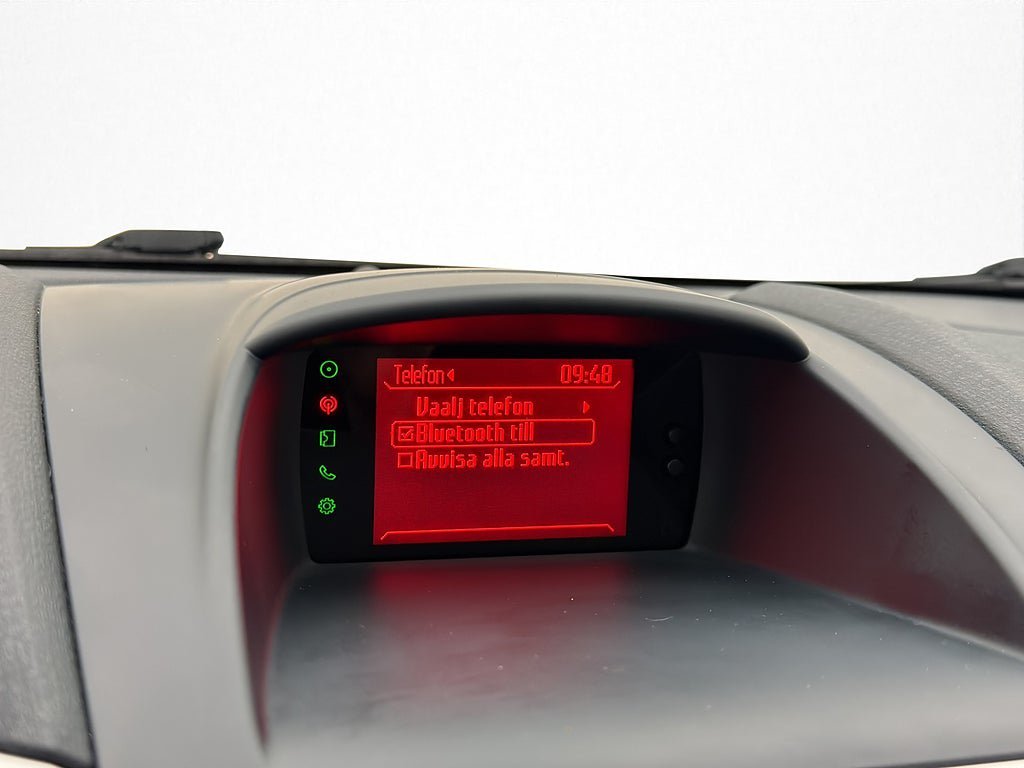 Telefon
09:48
Vaalj telefon
Bluetooth till
Avvisa alla samt.